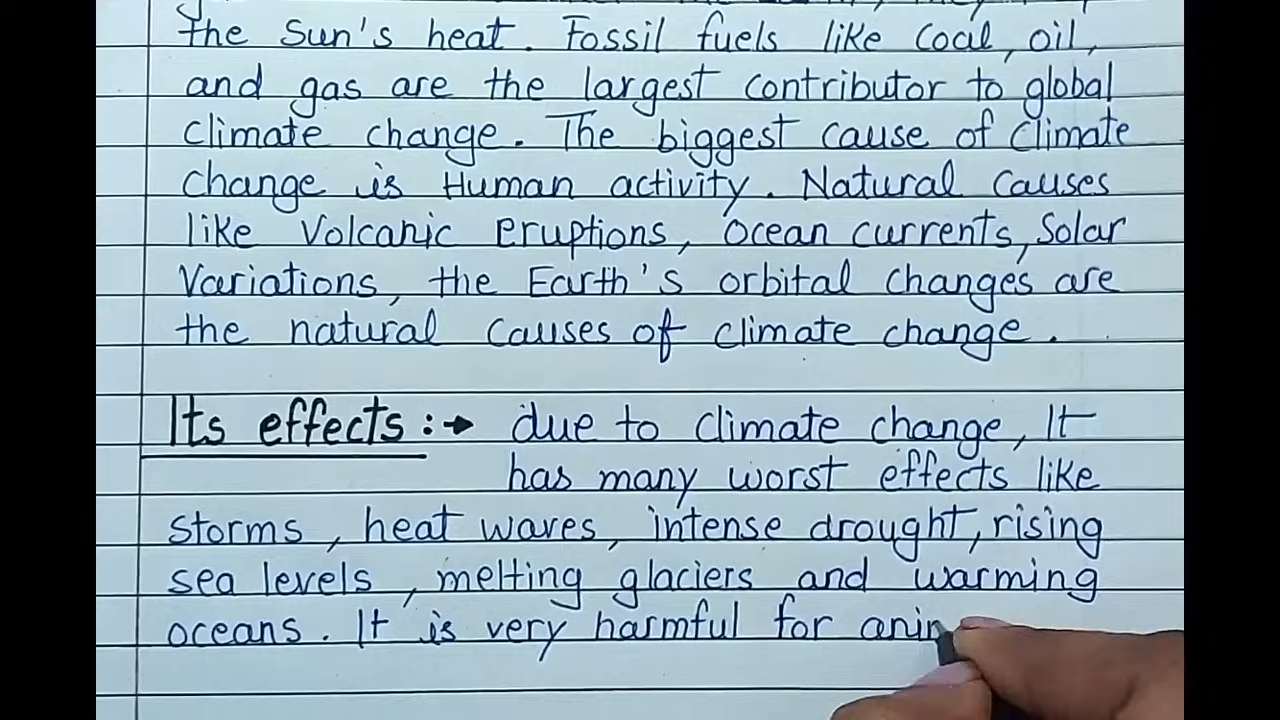 the Sun's heat. Fossil fuels like Coal, oil,
and gas are the largest contributor to global
climate change. The biggest cause of climate
change is Human activity. Natural causes
like Volcanic Eruptions, Ocean currents, Solar
Variations, the Earth's orbital changes are
the natural causes of climate change.
Its effects:→ due to climate change, It
has many worst effects like
storms, heat waves, intense drought, rising
sea levels, melting glaciers and warming
oceans. It is very harmful for